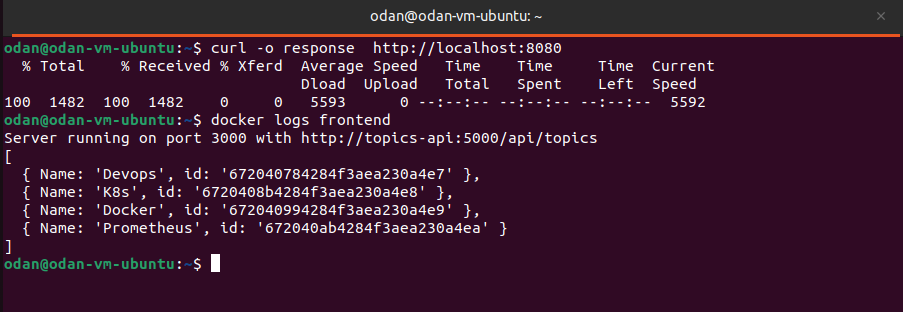 odan@odan-vm-ubuntu: ~
odan@odan-vm-ubuntu:~$ curl -o response  http://localhost:8080
  % Total    % Received % Xferd  Average Speed   Time    Time     Time  Current
                                 Dload  Upload   Total   Spent    Left  Speed
100  1482  100  1482    0     0   5593      0 --:--:-- --:--:-- --:--:--  5592
odan@odan-vm-ubuntu:~$ docker logs frontend
Server running on port 3000 with http://topics-api:5000/api/topics
[
  { Name: 'Devops', id: '672040784284f3aea230a4e7' },
  { Name: 'K8s', id: '6720408b4284f3aea230a4e8' },
  { Name: 'Docker', id: '672040994284f3aea230a4e9' },
  { Name: 'Prometheus', id: '672040ab4284f3aea230a4ea' }
]
odan@odan-vm-ubuntu:~$